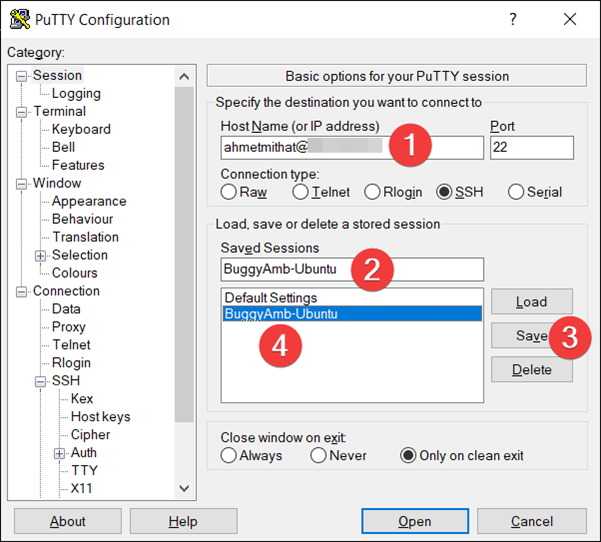 PuTTY Configuration
?
Category:
Session
Logging
Terminal
Keyboard
Bell
Features
Window
Appearance
Behaviour
Translation
Selection
Colours
Connection
Data
Proxy
Telnet
Rlogin
SSH
Kex
Host keys
Cipher
Auth
TTY
X11
Basic options for your PuTTY session
Specify the destination you want to connect to
Host Name (or IP address) Port
ahmetmithat@ 1 22
Connection type:
Raw Telnet Rlogin SSH Serial
Load, save or delete a stored session
Saved Sessions
BuggyAmb-Ubuntu 2
Default Settings Load
BuggyAmb-Ubuntu
4 Save 3
Delete
Close window on exit:
Always Never Only on clean exit
About Help Open Cancel